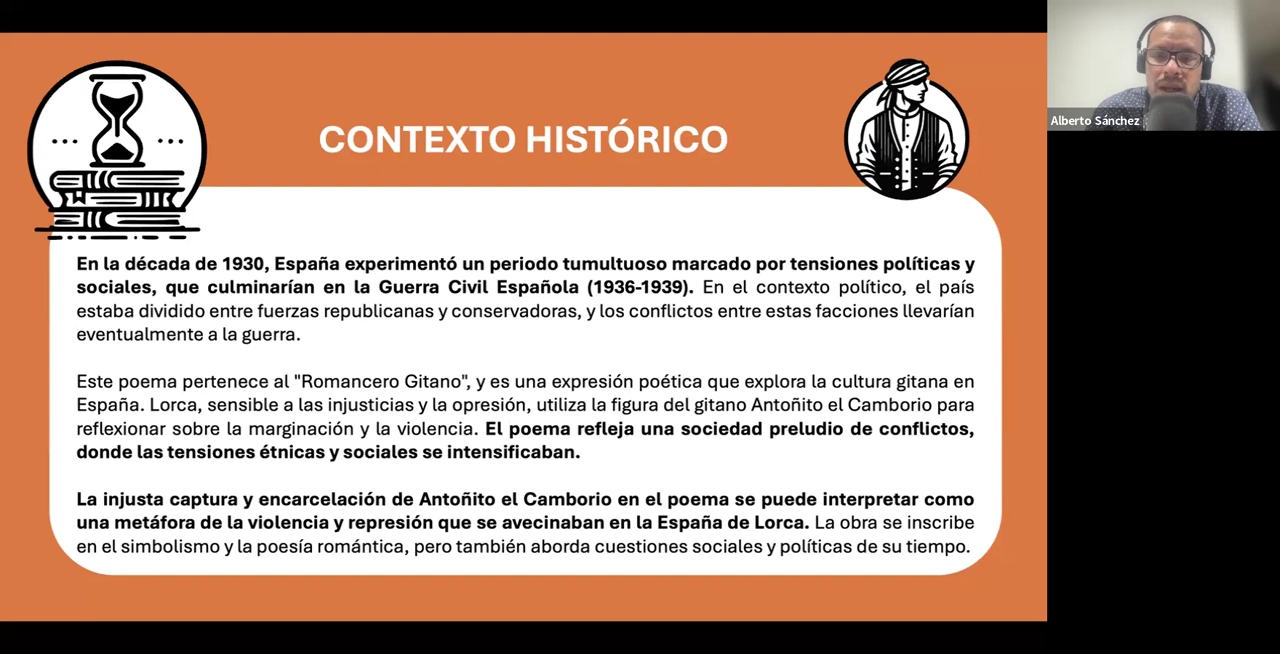 CONTEXTO HISTÓRICO
Alberto Sánchez
En la década de 1930, España experimentó un periodo tumultuoso marcado por tensiones políticas y
sociales, que culminarían en la Guerra Civil Española (1936-1939). En el contexto político, el país
estaba dividido entre fuerzas republicanas y conservadoras, y los conflictos entre estas facciones llevarían
eventualmente a la guerra.
Este poema pertenece al "Romancero Gitano", y es una expresión poética que explora la cultura gitana en
España. Lorca, sensible a las injusticias y la opresión, utiliza la figura del gitano Antoñito el Camborio para
reflexionar sobre la marginación y la violencia. El poema refleja una sociedad preludio de conflictos,
donde las tensiones étnicas y sociales se intensificaban.
La injusta captura y encarcelación de Antoñito el Camborio en el poema se puede interpretar como
una metáfora de la violencia y represión que se avecinaban en la España de Lorca. La obra se inscribe
en el simbolismo y la poesía romántica, pero también aborda cuestiones sociales y políticas de su tiempo.